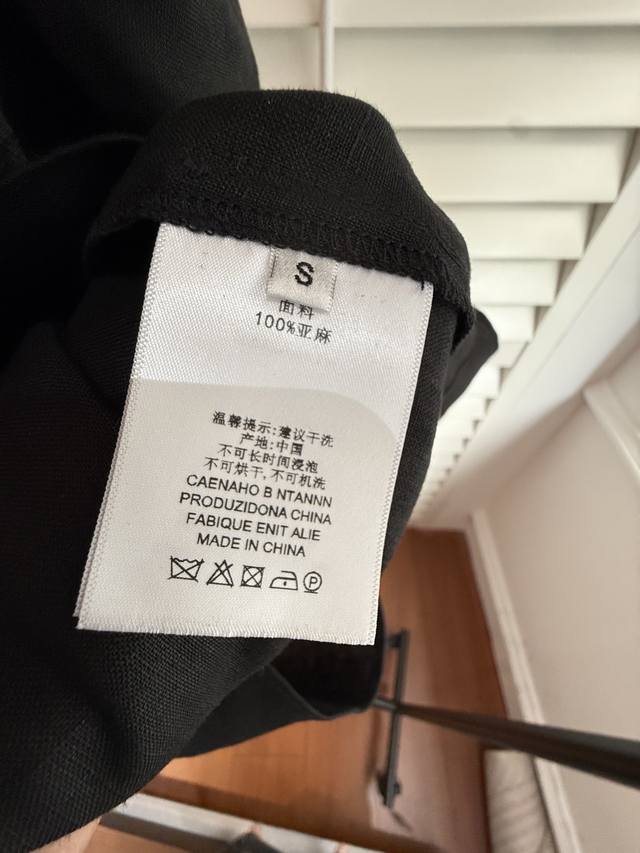 S
面料
100%亚麻
温馨提示:建议干洗
产地:中国
不可长时间浸泡
不可烘干,不可机洗
CAENAHO B NTANNN
PRODUZIDONA CHINA
FABIQUE ENIT ALIE
MADE IN CHINA
P